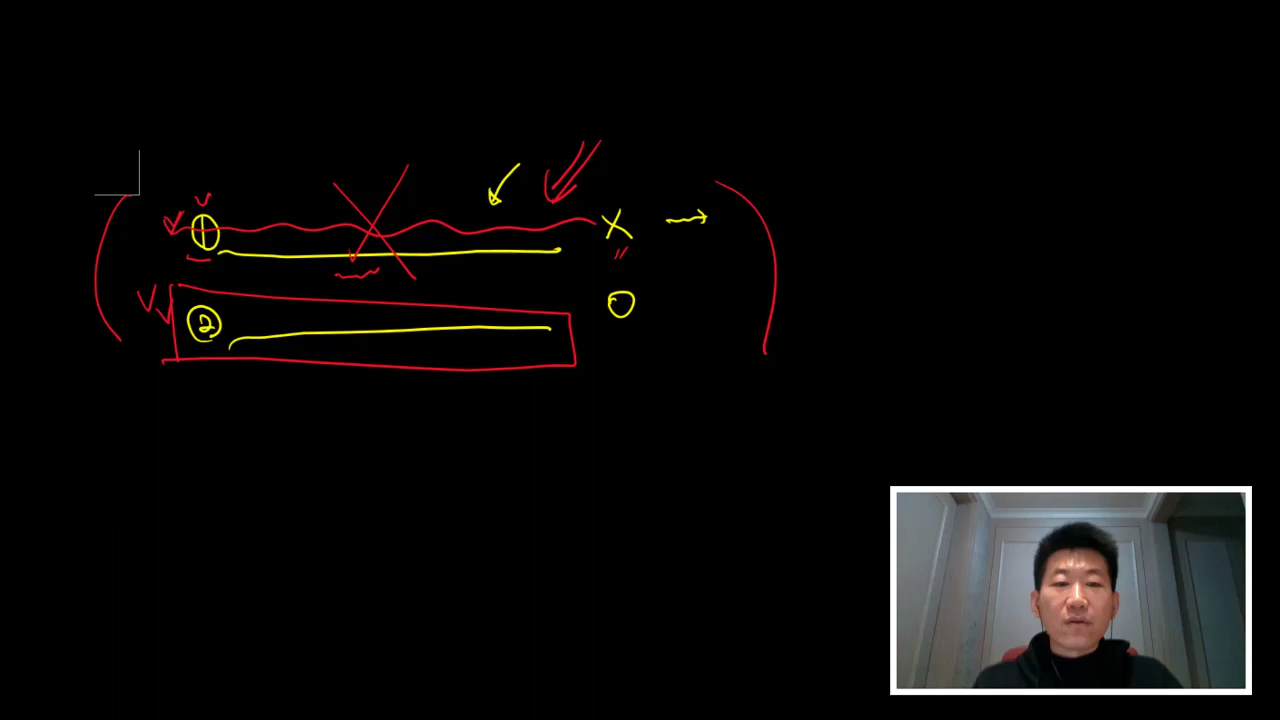 ① X →
② O